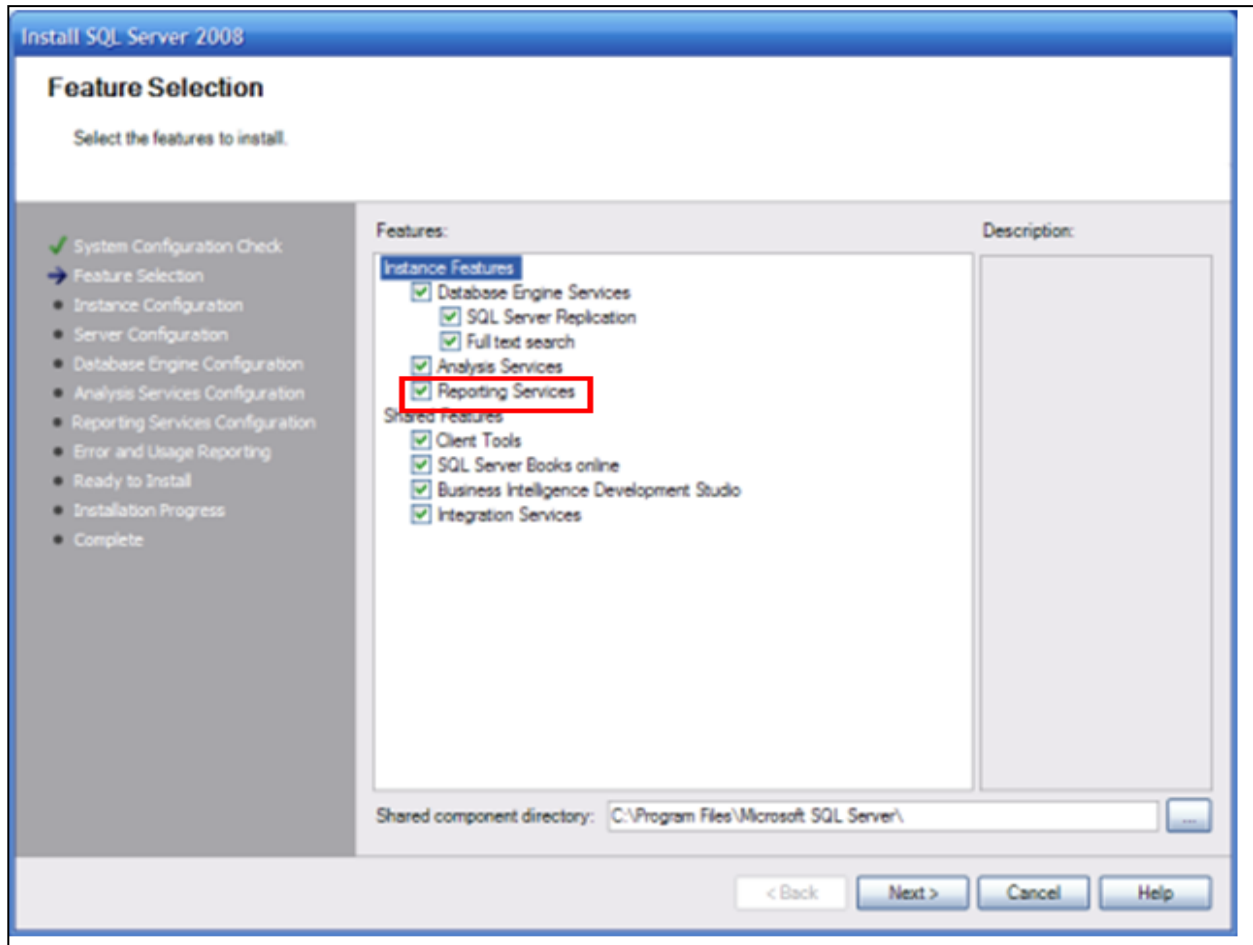 Install SQL Server 2008
Feature Selection
Select the features to install.
System Configuration Check
Feature Selection
Instance Configuration
Server Configuration
Database Engine Configuration
Analysis Services Configuration
Reporting Services Configuration
Error and Usage Reporting
Ready to Install
Installation Progress
Complete
Features:
Instance Features
Database Engine Services
SQL Server Replication
Full text search
Analysis Services
Reporting Services
Shared Features
Client Tools
SQL Server Books online
Business Intelligence Development Studio
Integration Services
Description:
Shared component directory: C:\Program Files\Microsoft SQL Server\
...
< Back Next > Cancel Help